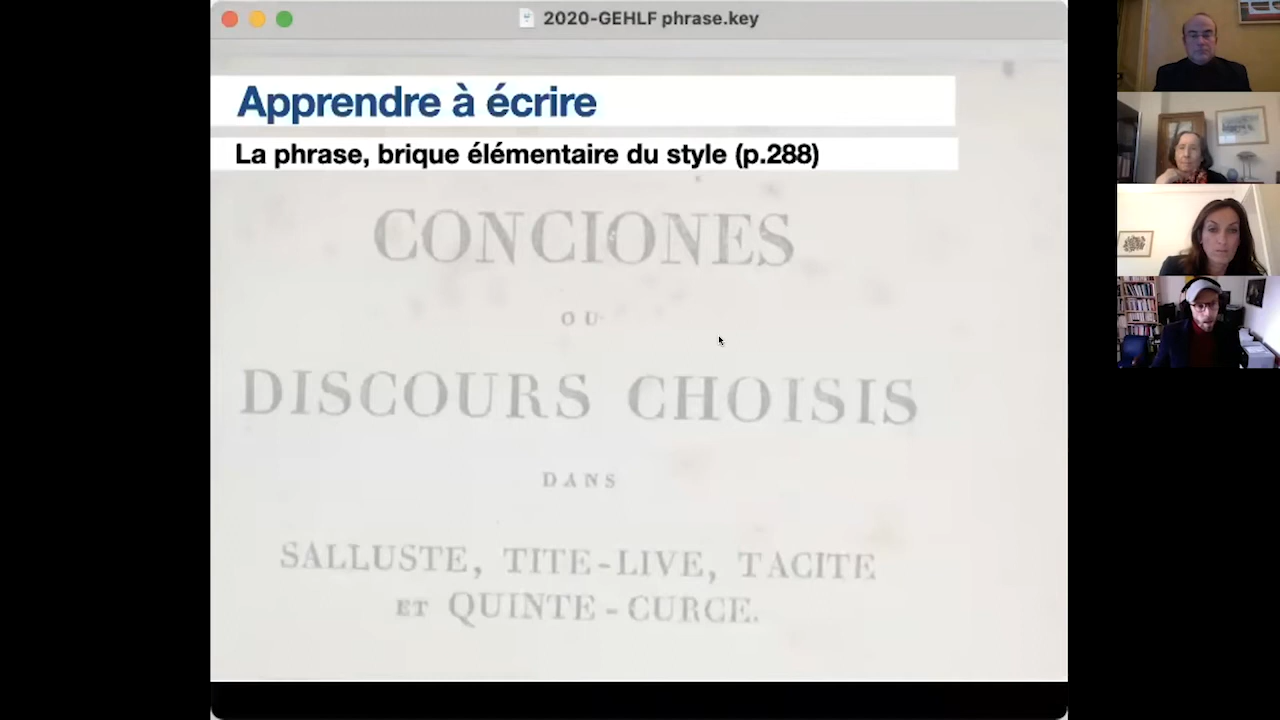 2020-GEHLF phrase.key
Apprendre à écrire
La phrase, brique élémentaire du style (p.288)
CONCIONES
OU
DISCOURS CHOISIS
DANS
SALLUSTE, TITE-LIVE, TACITE
ET QUINTE-CURCE.